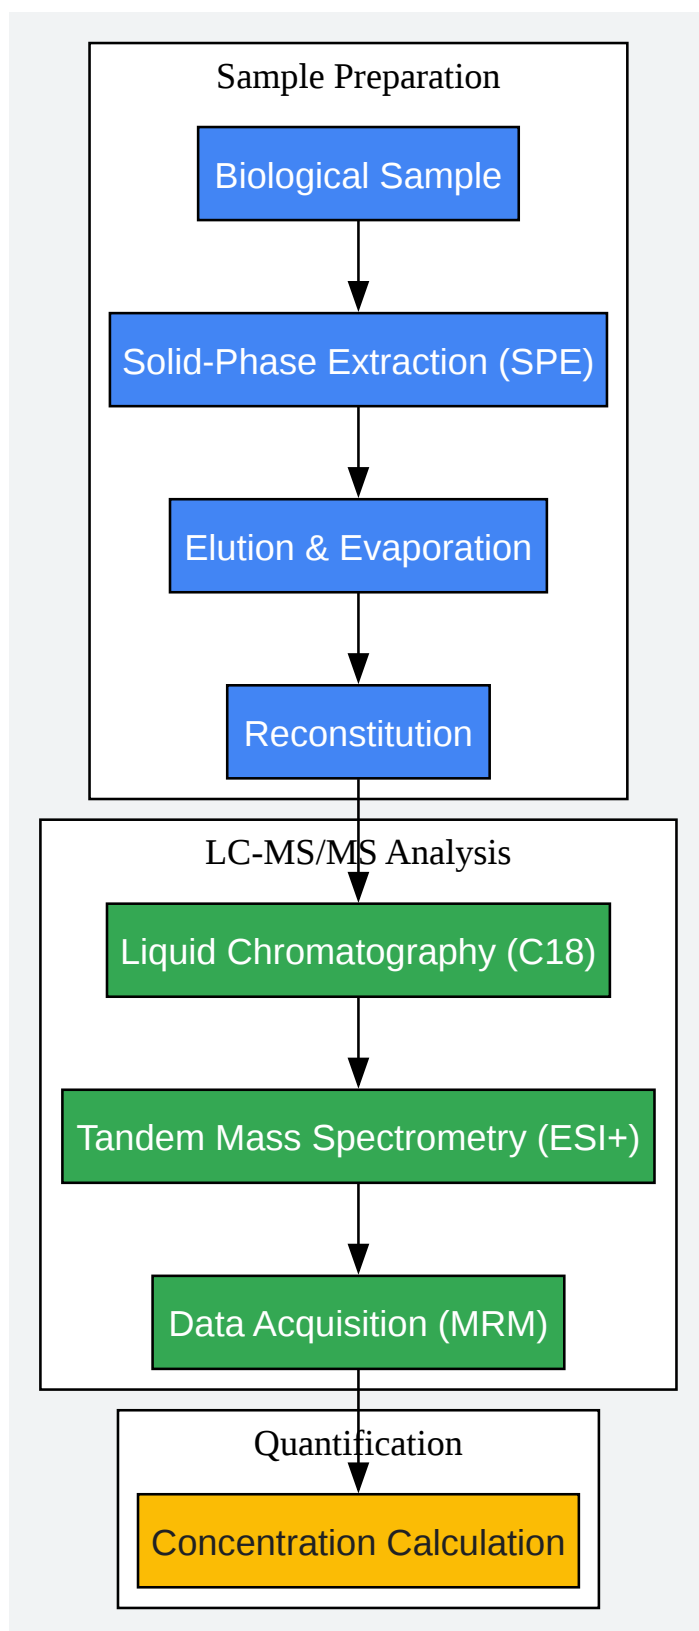 Sample Preparation
Biological Sample
Solid-Phase Extraction (SPE)
Elution & Evaporation
Reconstitution
LC-MS/MS Analysis
Liquid Chromatography (C18)
Tandem Mass Spectrometry (ESI+)
Data Acquisition (MRM)
Quantification
Concentration Calculation